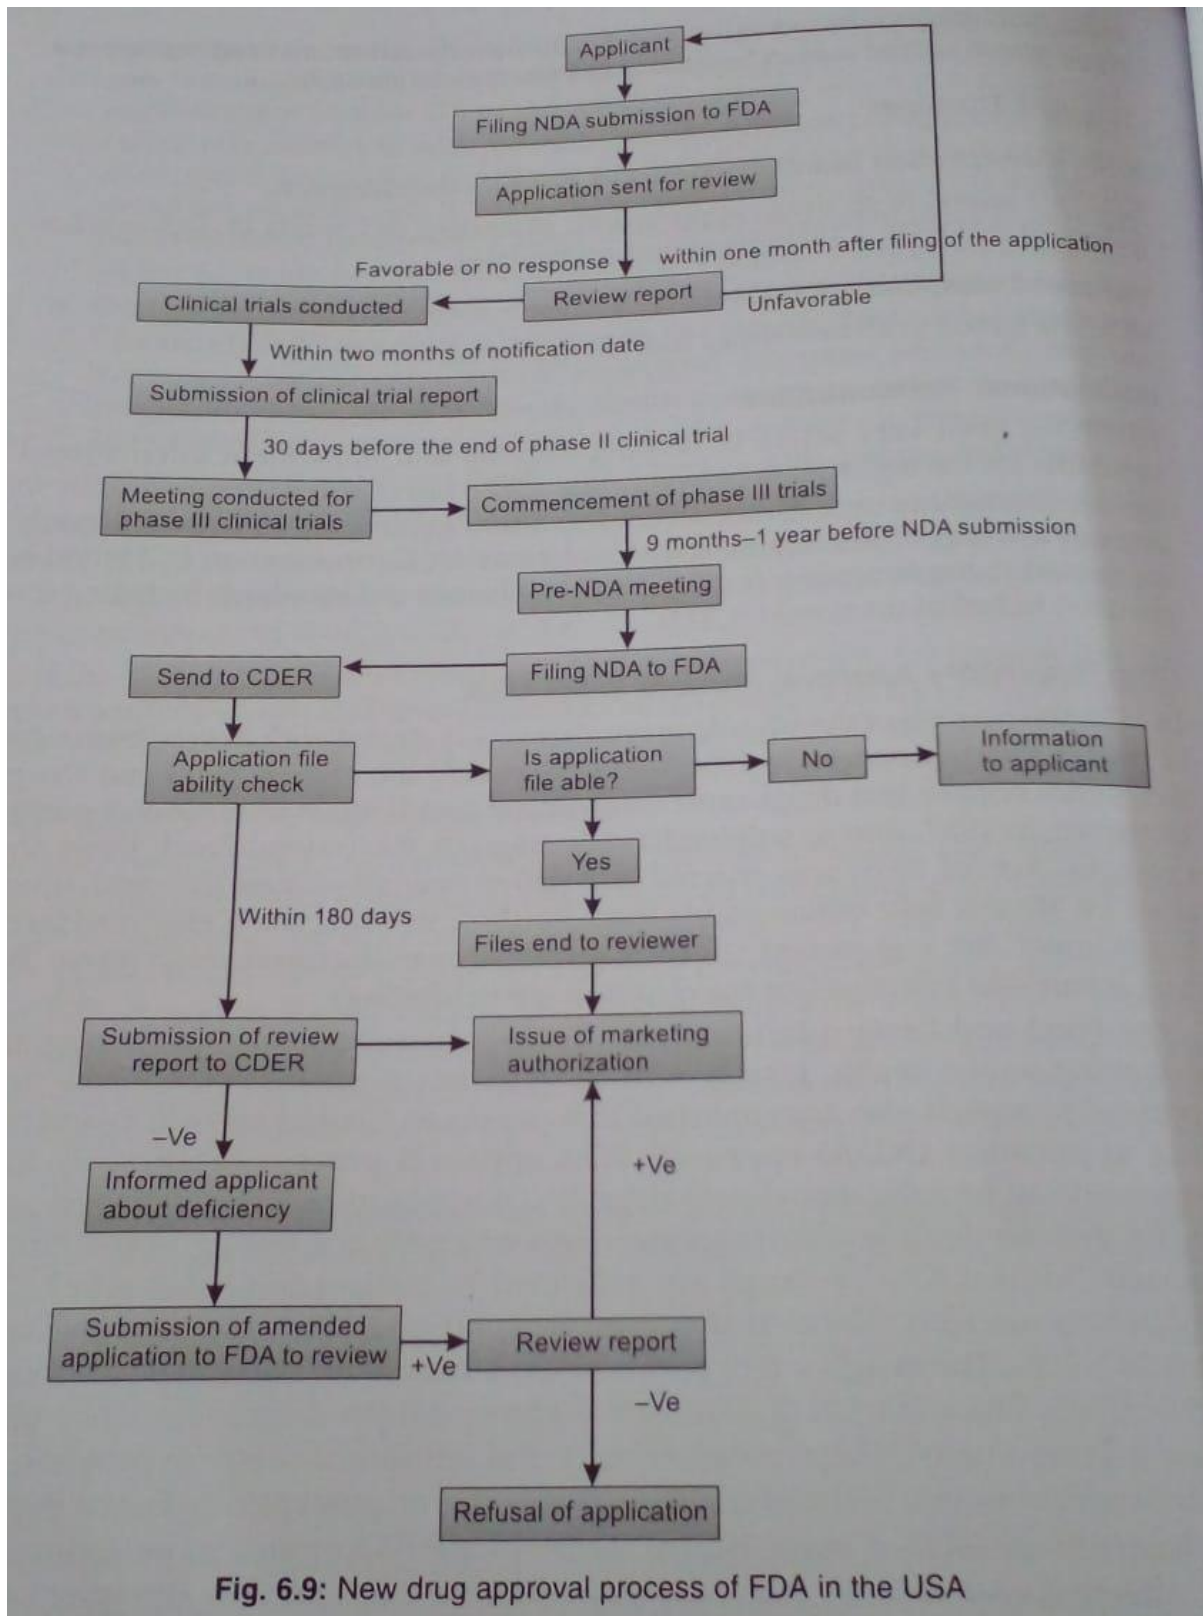 Applicant
Filing NDA submission to FDA
Application sent for review
Favorable or no response
within one month after filing of the application
Review report
Unfavorable
Clinical trials conducted
Within two months of notification date
Submission of clinical trial report
30 days before the end of phase II clinical trial
Meeting conducted for
phase III clinical trials
Commencement of phase III trials
9 months–1 year before NDA submission
Pre-NDA meeting
Filing NDA to FDA
Send to CDER
Application file
ability check
Is application
file able?
No
Information
to applicant
Yes
Within 180 days
Files end to reviewer
Submission of review
report to CDER
Issue of marketing
authorization
–Ve
Informed applicant
about deficiency
+Ve
Submission of amended
application to FDA to review
+Ve
Review report
–Ve
Refusal of application
Fig. 6.9: New drug approval process of FDA in the USA